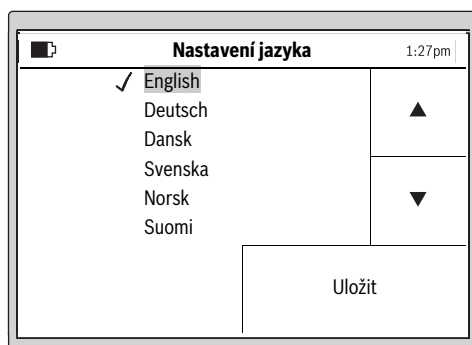 Nastavení jazyka 1:27pm
English
Deutsch
Dansk
Svenska
Norsk
Suomi
Uložit